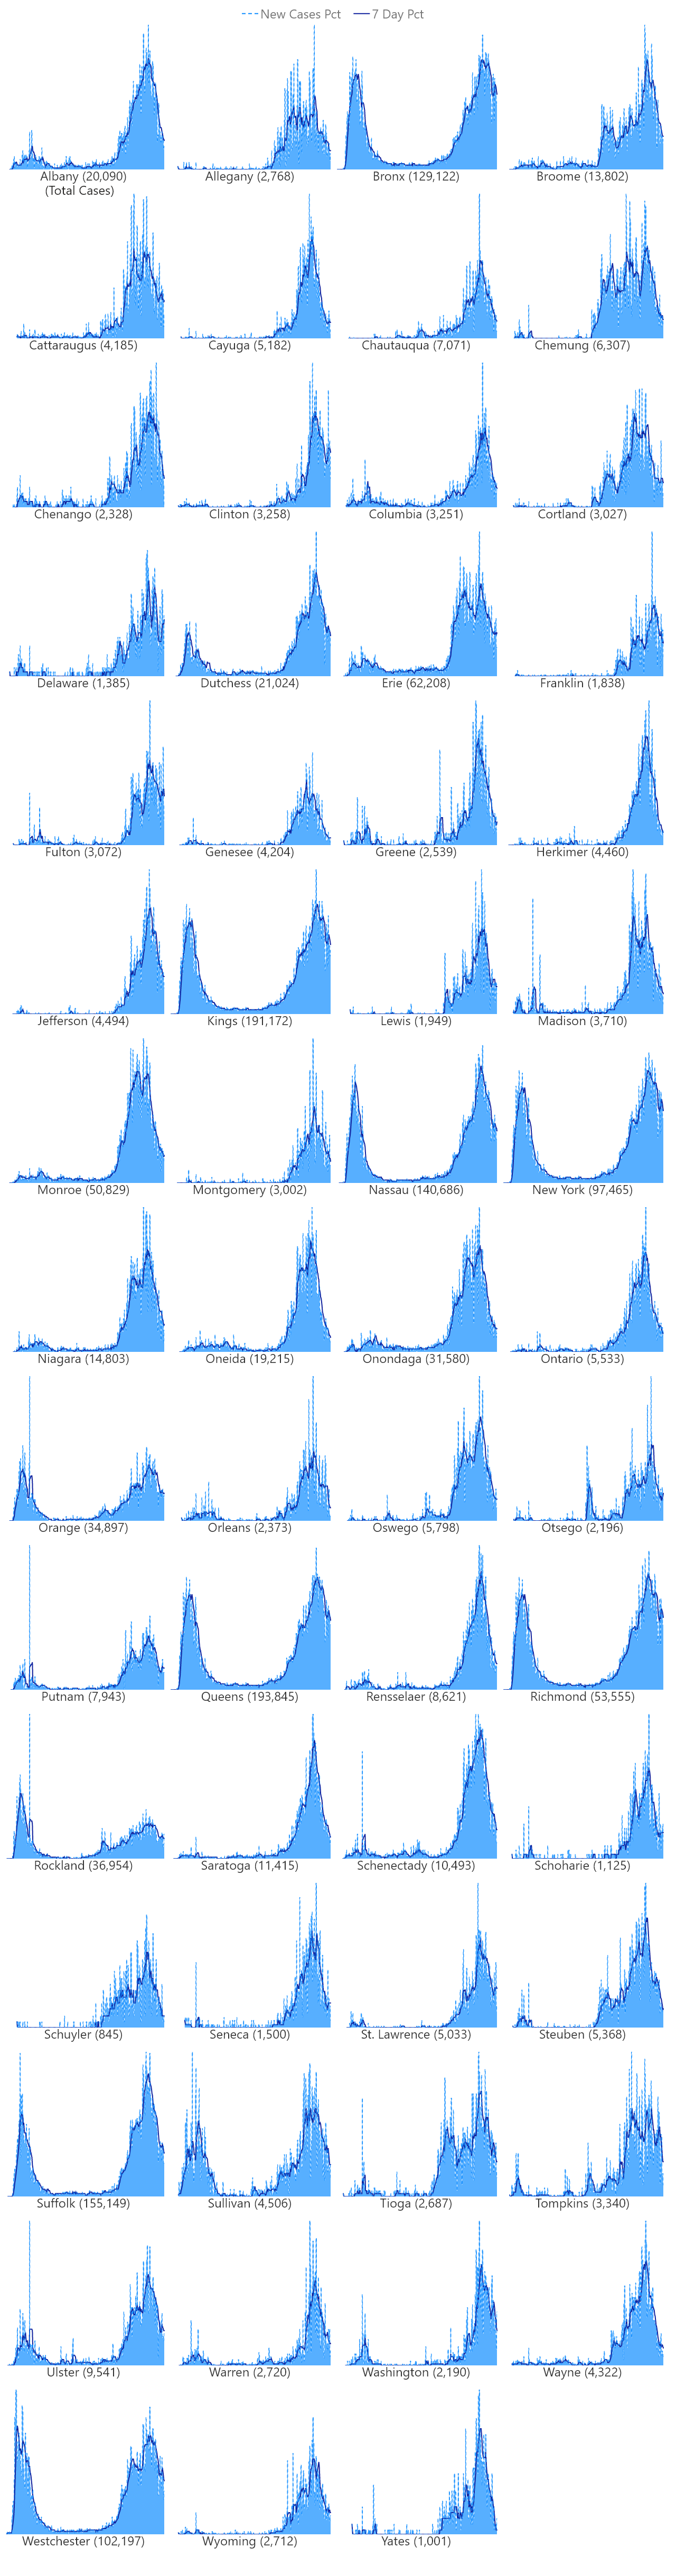 New Cases Pct 7 Day Pct
Albany (20,090) Allegany (2,768) Bronx (129,122) Broome (13,802)
(Total Cases)
Cattaraugus (4,185) Cayuga (5,182) Chautauqua (7,071) Chemung (6,307)
Chenango (2,328) Clinton (3,258) Columbia (3,251) Cortland (3,027)
Delaware (1,385) Dutchess (21,024) Erie (62,208) Franklin (1,838)
Fulton (3,072) Genesee (4,204) Greene (2,539) Herkimer (4,460)
Jefferson (4,494) Kings (191,172) Lewis (1,949) Madison (3,710)
Monroe (50,829) Montgomery (3,002) Nassau (140,686) New York (97,465)
Niagara (14,803) Oneida (19,215) Onondaga (31,580) Ontario (5,533)
Orange (34,897) Orleans (2,373) Oswego (5,798) Otsego (2,196)
Putnam (7,943) Queens (193,845) Rensselaer (8,621) Richmond (53,555)
Rockland (36,954) Saratoga (11,415) Schenectady (10,493) Schoharie (1,125)
Schuyler (845) Seneca (1,500) St. Lawrence (5,033) Steuben (5,368)
Suffolk (155,149) Sullivan (4,506) Tioga (2,687) Tompkins (3,340)
Ulster (9,541) Warren (2,720) Washington (2,190) Wayne (4,322)
Westchester (102,197) Wyoming (2,712) Yates (1,001)